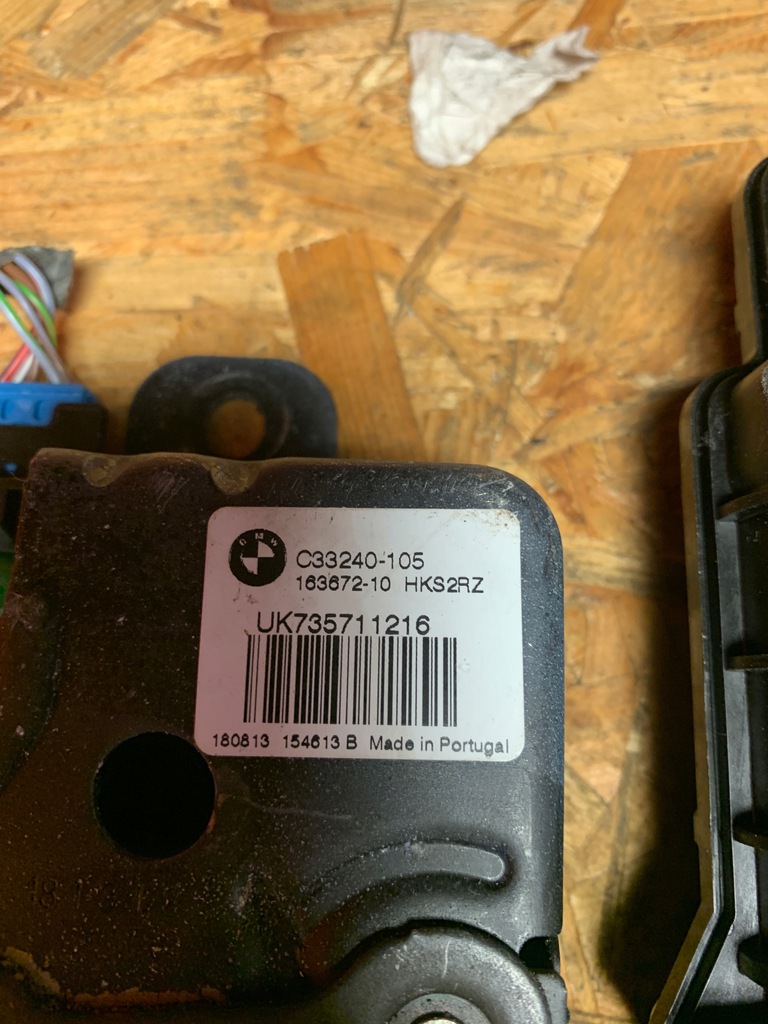 BMW
C33240-105
163672-10 HKS2RZ
UK735711216
180813 154613 B Made in Portugal